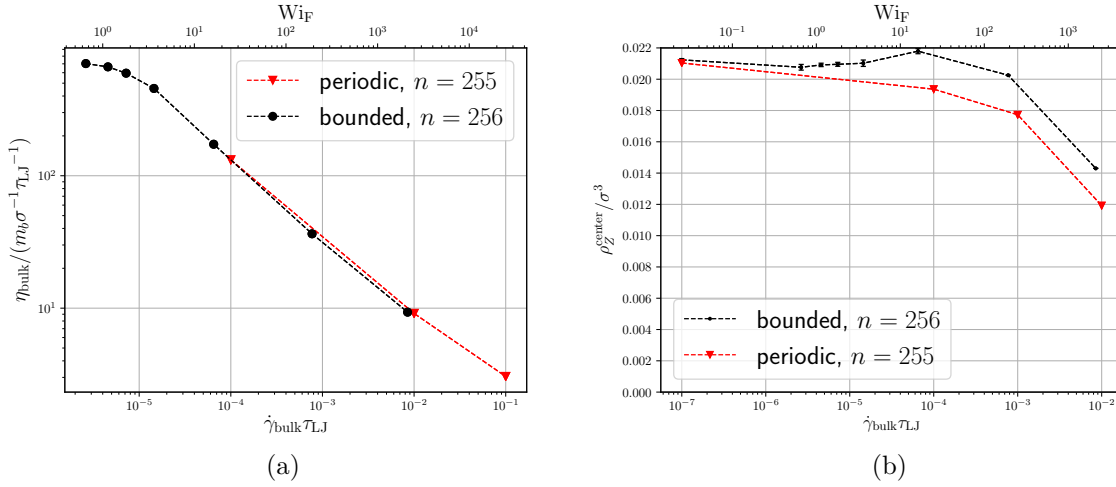 Wi_F
10^0 10^1 10^2 10^3 10^4
η_bulk/(m_b σ^−1 τ_LJ^−1)
10^2
10^1
periodic, n = 255
bounded, n = 256
10^−5 10^−4 10^−3 10^−2 10^−1
γ̇_bulk τ_LJ
(a)
Wi_F
10^−1 10^0 10^1 10^2 10^3
ρ_Z^center/σ^3
0.022
0.020
0.018
0.016
0.014
0.012
0.010
0.008
0.006
0.004
0.002
0.000
bounded, n = 256
periodic, n = 255
10^−7 10^−6 10^−5 10^−4 10^−3 10^−2
γ̇_bulk τ_LJ
(b)